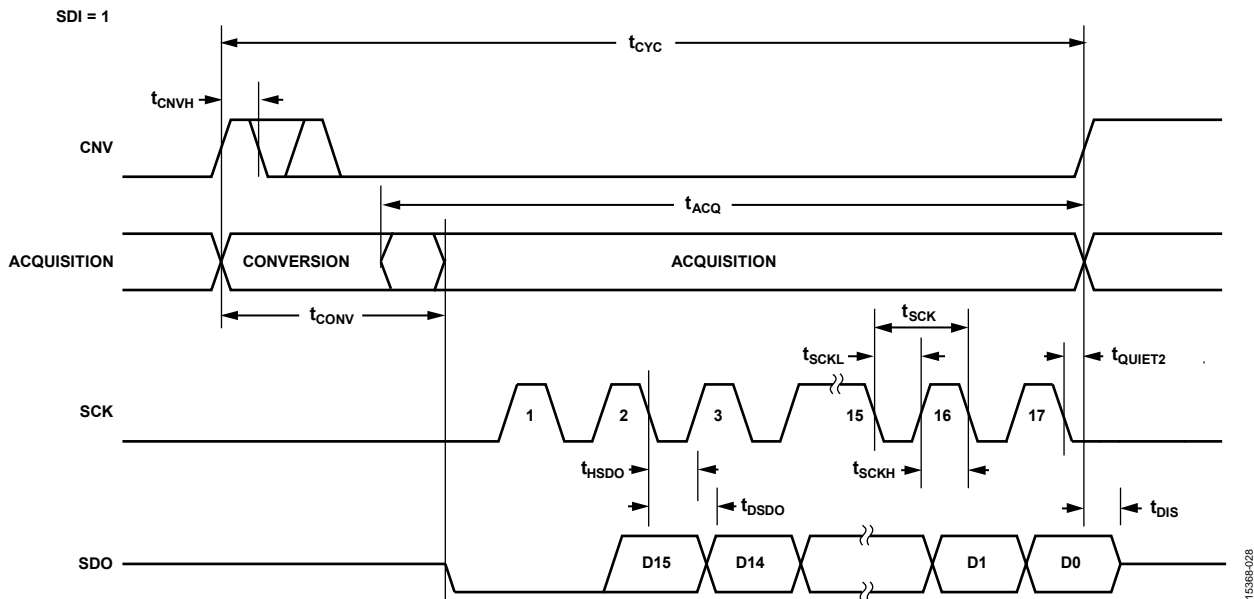 SDI = 1
tCYC
tCNVH
CNV
tACQ
ACQUISITION
CONVERSION
ACQUISITION
tCONV
tSCK
tSCKL
tQUIET2
SCK
1
2
3
15
16
17
tHSDO
tSCKH
tDSDO
tDIS
SDO
D15
D14
D1
D0
15368-028